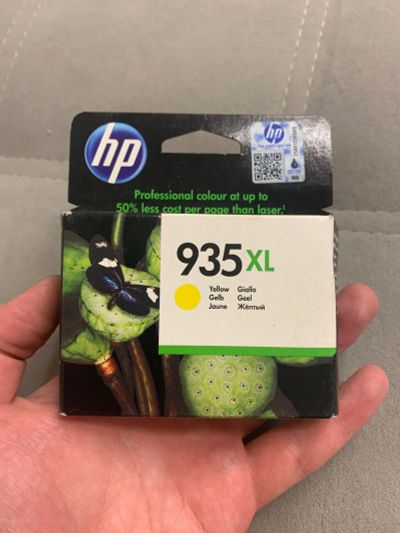 hp
hp
Professional colour at up to
50% less cost per page than laser.¹
935XL
Yellow Giallo
Gelb Geel
Jaune Жёлтый